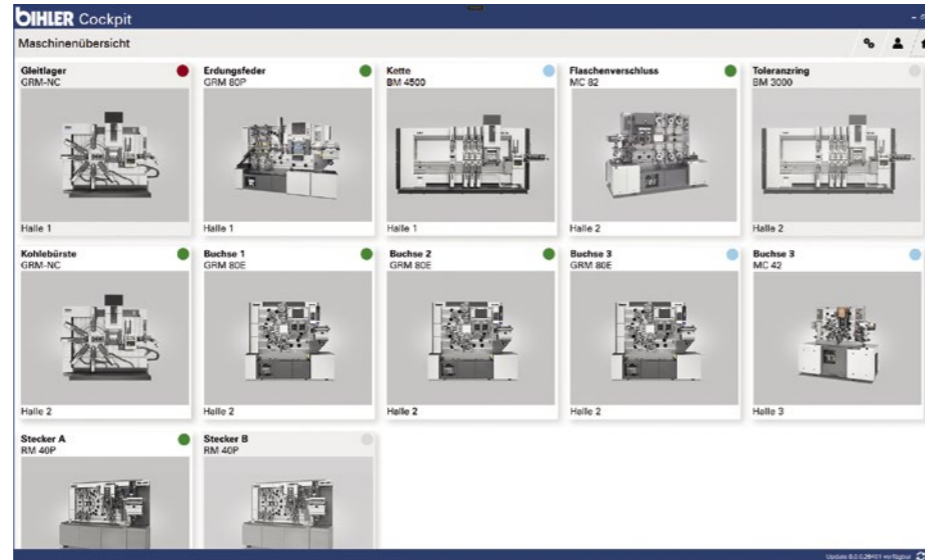 BIHLER Cockpit
Maschinenübersicht
Gleitlager
GRM-NC
Halle 1
Erdungsfeder
GRM 80P
Halle 1
Kette
BM 4500
Halle 1
Flaschenverschluss
MC 82
Halle 2
Toleranzring
BM 3000
Halle 2
Kohlebürste
GRM-NC
Halle 2
Buchse 1
GRM 80E
Halle 2
Buchse 2
GRM 80E
Halle 2
Buchse 3
GRM 80E
Halle 2
Buchse 3
MC 42
Halle 3
Stecker A
RM 40P
Stecker B
RM 40P